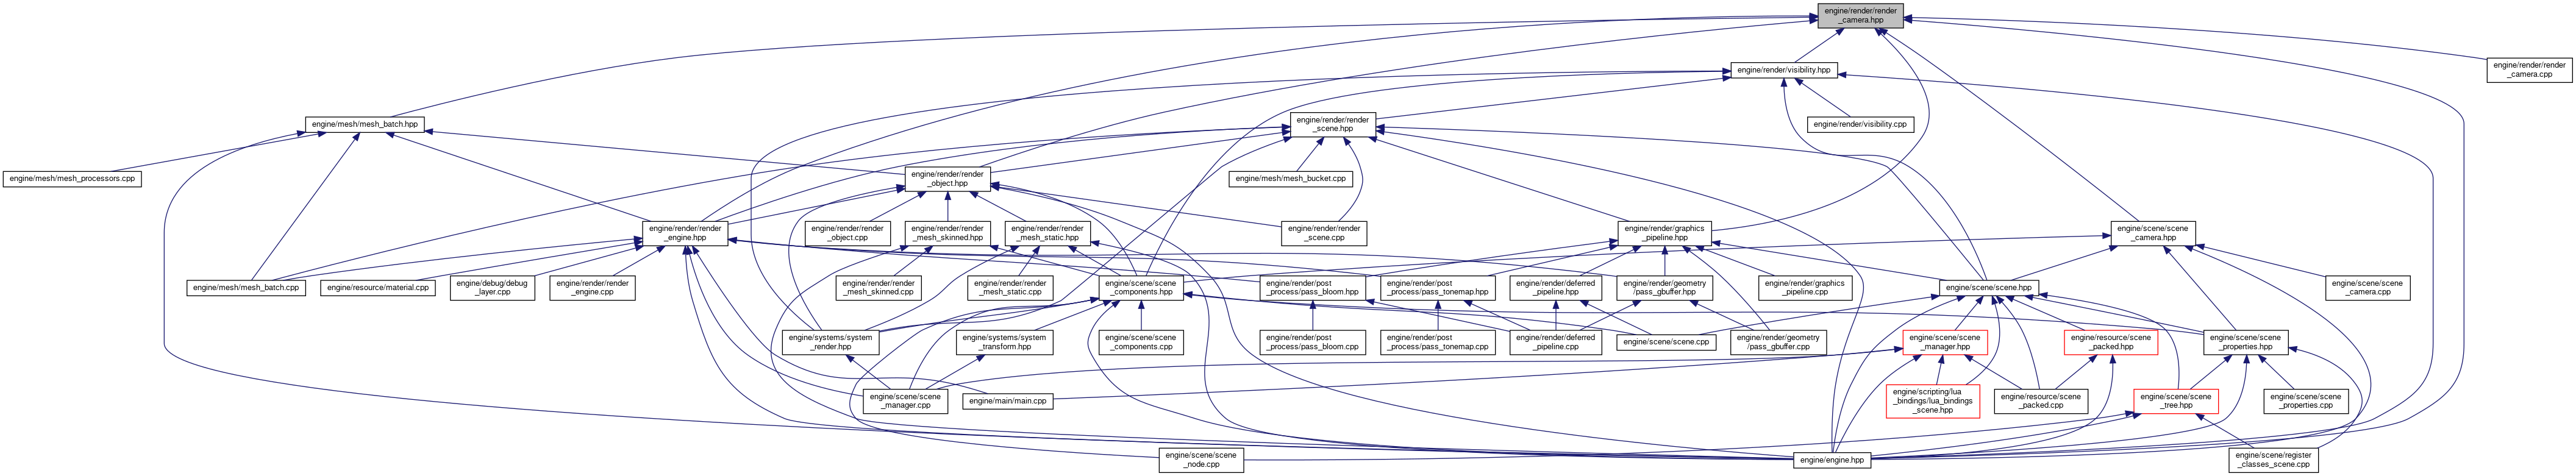 engine/render/render
_camera.hpp
engine/render/visibility.hpp
engine/render/render
_camera.cpp
engine/mesh/mesh_batch.hpp
engine/render/render
_scene.hpp
engine/render/visibility.cpp
engine/mesh/mesh_processors.cpp
engine/render/render
_object.hpp
engine/mesh/mesh_bucket.cpp
engine/render/render
_engine.hpp
engine/render/render
_object.cpp
engine/render/render
_mesh_skinned.hpp
engine/render/render
_mesh_static.hpp
engine/render/render
_scene.cpp
engine/render/graphics
_pipeline.hpp
engine/scene/scene
_camera.hpp
engine/mesh/mesh_batch.cpp
engine/resource/material.cpp
engine/debug/debug
_layer.cpp
engine/render/render
_engine.cpp
engine/render/render
_mesh_skinned.cpp
engine/render/render
_mesh_static.cpp
engine/scene/scene
_components.hpp
engine/render/post
_process/pass_bloom.hpp
engine/render/post
_process/pass_tonemap.hpp
engine/render/deferred
_pipeline.hpp
engine/render/geometry
/pass_gbuffer.hpp
engine/render/graphics
_pipeline.cpp
engine/scene/scene.hpp
engine/scene/scene
_camera.cpp
engine/systems/system
_render.hpp
engine/systems/system
_transform.hpp
engine/scene/scene
_components.cpp
engine/render/post
_process/pass_bloom.cpp
engine/render/post
_process/pass_tonemap.cpp
engine/render/deferred
_pipeline.cpp
engine/scene/scene.cpp
engine/render/geometry
/pass_gbuffer.cpp
engine/scene/scene
_manager.hpp
engine/resource/scene
_packed.hpp
engine/scene/scene
_properties.hpp
engine/scene/scene
_manager.cpp
engine/main/main.cpp
engine/scripting/lua
_bindings/lua_bindings
_scene.hpp
engine/resource/scene
_packed.cpp
engine/scene/scene
_tree.hpp
engine/scene/scene
_properties.cpp
engine/scene/scene
_node.cpp
engine/engine.hpp
engine/scene/register
_classes_scene.cpp